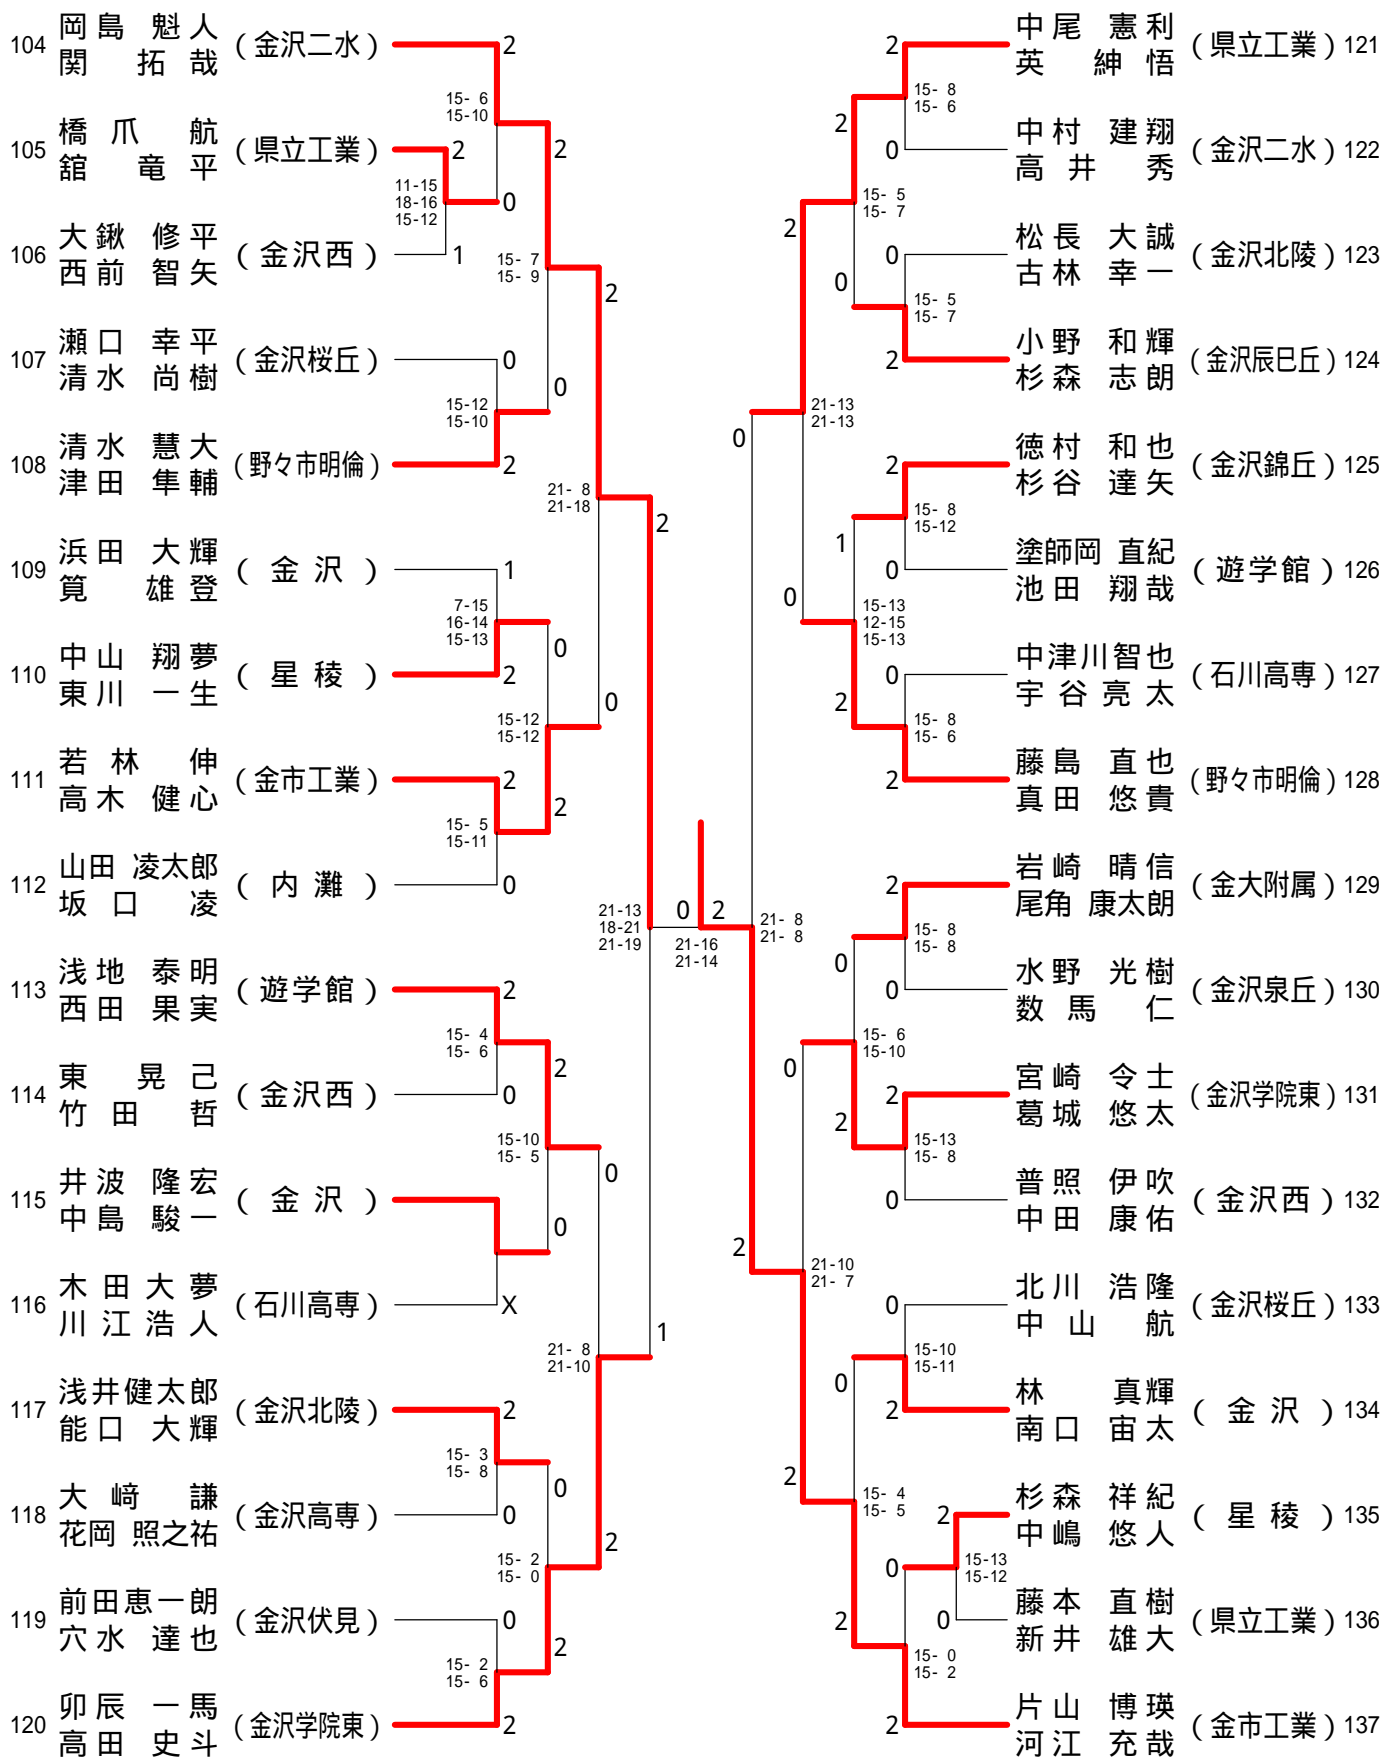 104 岡島 魁人 (金沢二水) 2
関 拓哉
15- 6
15-10
2
105 橋爪 航 (県立工業) 2
舘 竜平
11-15
18-16
15-12
0
106 大鍬 修平 (金沢西) 1
西前 智矢
15- 7
15- 9
2
107 瀬口 幸平 (金沢桜丘) 0
清水 尚樹
15-12
15-10
0
108 清水 慧大 (野々市明倫) 2
津田 隼輔
21- 8
21-18
2
109 浜田 大輝 (金沢) 1
筧 雄登
7-15
16-14
15-13
0
110 中山 翔夢 (星稜) 2
東川 一生
15-12
15-12
0
111 若林 伸 (金市工業) 2
高木 健心
15- 5
15-11
2
112 山田 凌太郎 (内灘) 0
坂口 凌
21-13
18-21
21-19
0
113 浅地 泰明 (遊学館) 2
西田 果実
15- 4
15- 6
2
114 東 晃己 (金沢西) 0
竹田 哲
15-10
15- 5
0
115 井波 隆宏 (金沢)
中島 駿一
0
116 木田大夢 (石川高専) X
川江浩人
21- 8
21-10
1
117 浅井健太郎 (金沢北陵) 2
能口 大輝
15- 3
15- 8
0
118 大﨑 謙 (金沢高専) 0
花岡 照之祐
15- 2
15- 0
2
119 前田恵一朗 (金沢伏見) 0
穴水 達也
15- 2
15- 6
2
120 卯辰 一馬 (金沢学院東) 2
高田 史斗
2
21-16
21-14
2 中尾 憲利 (県立工業) 121
英 紳悟
15- 8
15- 6
2
0 中村 建翔 (金沢二水) 122
高井 秀
15- 5
15- 7
2
0 松長 大誠 (金沢北陵) 123
古林 幸一
15- 5
15- 7
0
2 小野 和輝 (金沢辰巳丘) 124
杉森 志朗
21-13
21-13
0
2 徳村 和也 (金沢錦丘) 125
杉谷 達矢
15- 8
15-12
1
0 塗師岡 直紀 (遊学館) 126
池田 翔哉
15-13
12-15
15-13
0
0 中津川智也 (石川高専) 127
宇谷亮太
15- 8
15- 6
2
2 藤島 直也 (野々市明倫) 128
真田 悠貴
21- 8
21- 8
2 岩崎 晴信 (金大附属) 129
尾角 康太朗
15- 8
15- 8
0
0 水野 光樹 (金沢泉丘) 130
数馬 仁
15- 6
15-10
0
2 宮崎 令士 (金沢学院東) 131
葛城 悠太
15-13
15- 8
2
0 普照 伊吹 (金沢西) 132
中田 康佑
21-10
21- 7
2
0 北川 浩隆 (金沢桜丘) 133
中山 航
15-10
15-11
0
2 林 真輝 (金沢) 134
南口 宙太
15- 4
15- 5
2
2 杉森 祥紀 (星稜) 135
中嶋 悠人
15-13
15-12
0
0 藤本 直樹 (県立工業) 136
新井 雄大
15- 0
15- 2
2
2 片山 博瑛 (金市工業) 137
河江 充哉